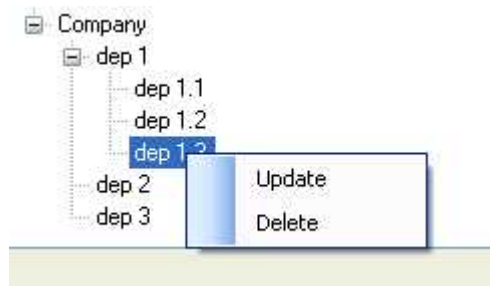 Company
dep 1
dep 1.1
dep 1.2
dep 1.3
Update
dep 2
Delete
dep 3